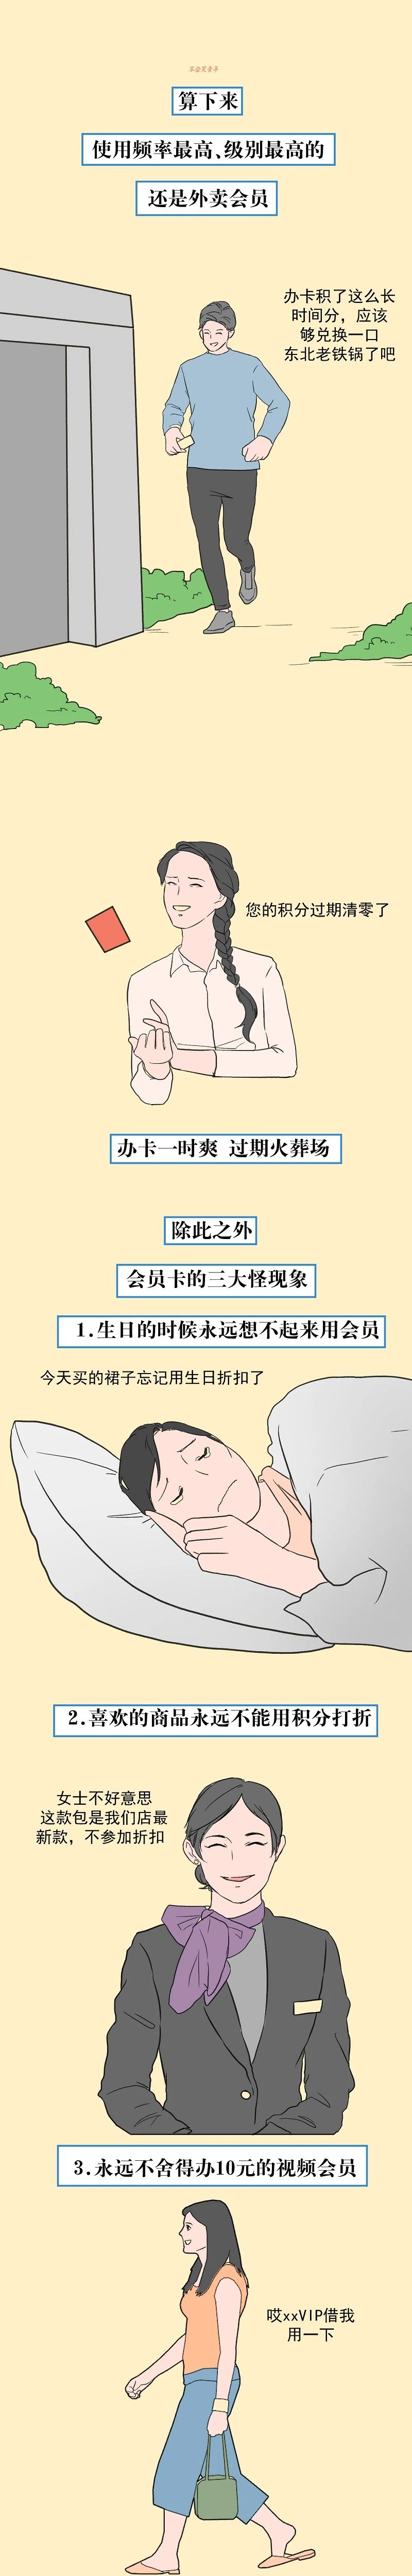 算下来
使用频率最高、级别最高的
还是外卖会员
办卡积了这么长
时间分，应该
够兑换一口
东北老铁锅了吧
您的积分过期清零了
办卡一时爽 过期火葬场
除此之外
会员卡的三大怪现象
1.生日的时候永远想不起来用会员
今天买的裙子忘记用生日折扣了
2.喜欢的商品永远不能用积分打折
女士不好意思
这款包是我们店最
新款，不参加折扣
3.永远不舍得办10元的视频会员
哎xxVIP借我
用一下